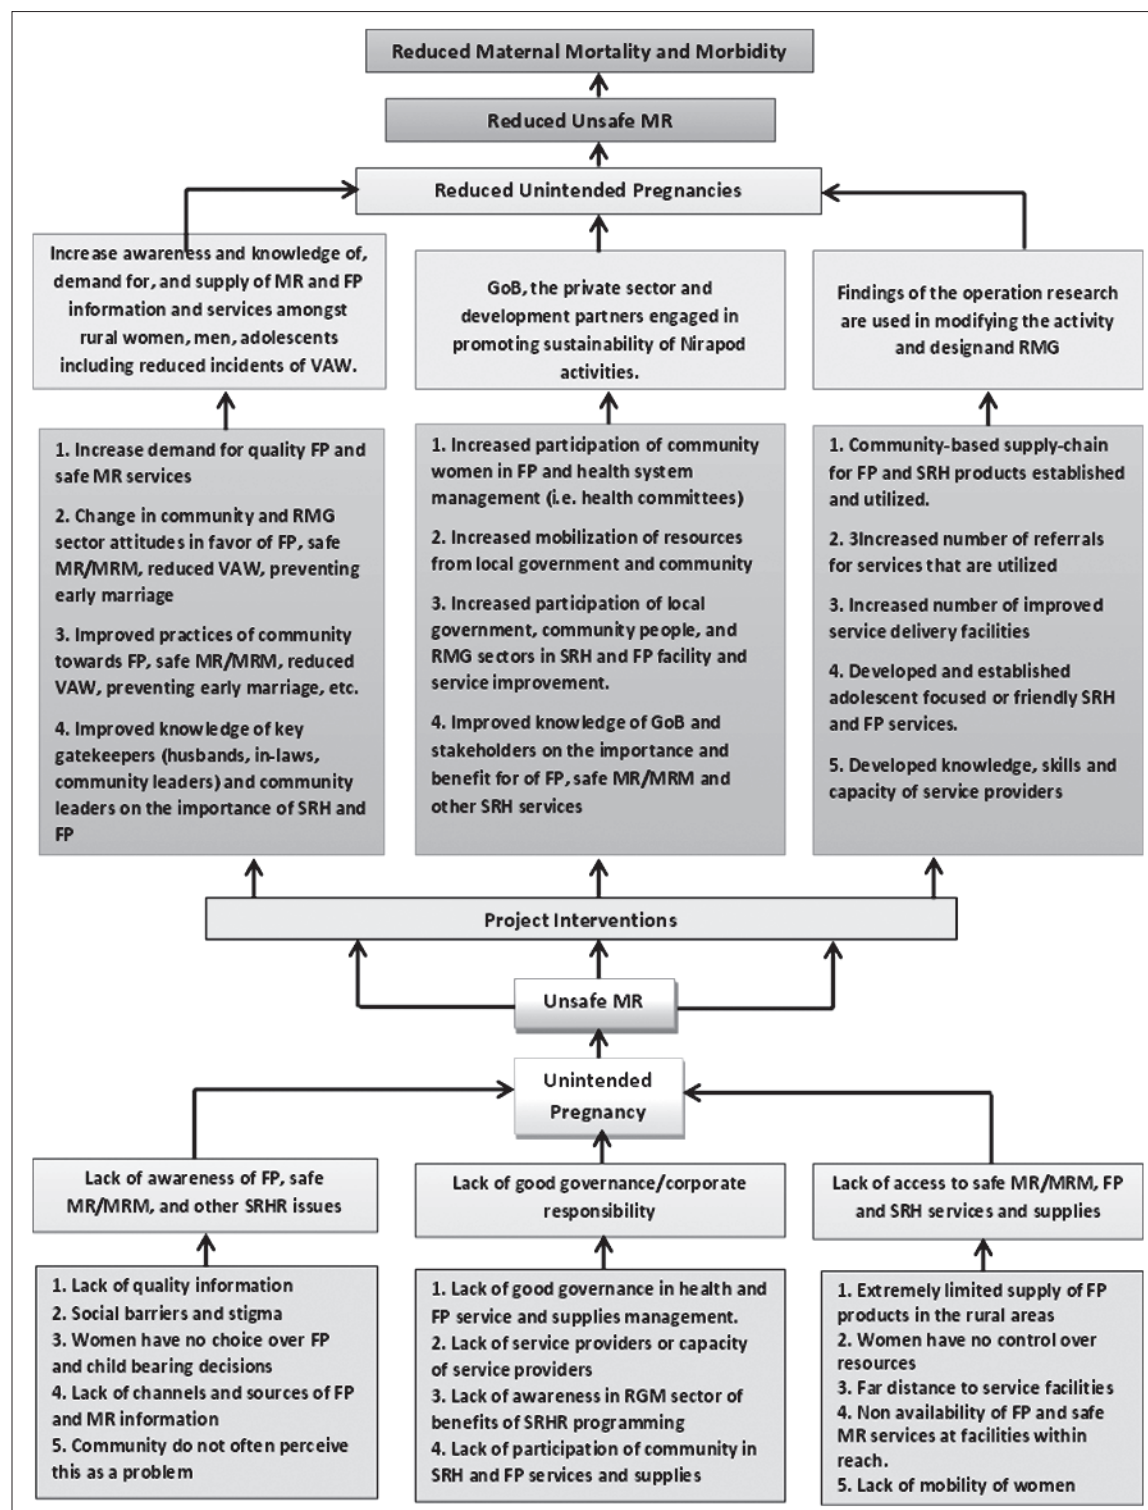 Reduced Maternal Mortality and Morbidity
Reduced Unsafe MR
Reduced Unintended Pregnancies
Increase awareness and knowledge of,
demand for, and supply of MR and FP
information and services amongst
rural women, men, adolescents
including reduced incidents of VAW.
GoB, the private sector and
development partners engaged in
promoting sustainability of Nirapod
activities.
Findings of the operation research
are used in modifying the activity
and designand RMG
1. Increase demand for quality FP and
safe MR services
2. Change in community and RMG
sector attitudes in favor of FP, safe
MR/MRM, reduced VAW, preventing
early marriage
3. Improved practices of community
towards FP, safe MR/MRM, reduced
VAW, preventing early marriage, etc.
4. Improved knowledge of key
gatekeepers (husbands, in-laws,
community leaders) and community
leaders on the importance of SRH and
FP
1. Increased participation of community
women in FP and health system
management (i.e. health committees)
2. Increased mobilization of resources
from local government and community
3. Increased participation of local
government, community people, and
RMG sectors in SRH and FP facility and
service improvement.
4. Improved knowledge of GoB and
stakeholders on the importance and
benefit for of FP, safe MR/MRM and
other SRH services
1. Community-based supply-chain
for FP and SRH products established
and utilized.
2. 3Increased number of referrals
for services that are utilized
3. Increased number of improved
service delivery facilities
4. Developed and established
adolescent focused or friendly SRH
and FP services.
5. Developed knowledge, skills and
capacity of service providers
Project Interventions
Unsafe MR
Unintended
Pregnancy
Lack of awareness of FP, safe
MR/MRM, and other SRHR issues
Lack of good governance/corporate
responsibility
Lack of access to safe MR/MRM, FP
and SRH services and supplies
1. Lack of quality information
2. Social barriers and stigma
3. Women have no choice over FP
and child bearing decisions
4. Lack of channels and sources of FP
and MR information
5. Community do not often perceive
this as a problem
1. Lack of good governance in health and
FP service and supplies management.
2. Lack of service providers or capacity
of service providers
3. Lack of awareness in RGM sector of
benefits of SRHR programming
4. Lack of participation of community in
SRH and FP services and supplies
1. Extremely limited supply of FP
products in the rural areas
2. Women have no control over
resources
3. Far distance to service facilities
4. Non availability of FP and safe
MR services at facilities within
reach.
5. Lack of mobility of women